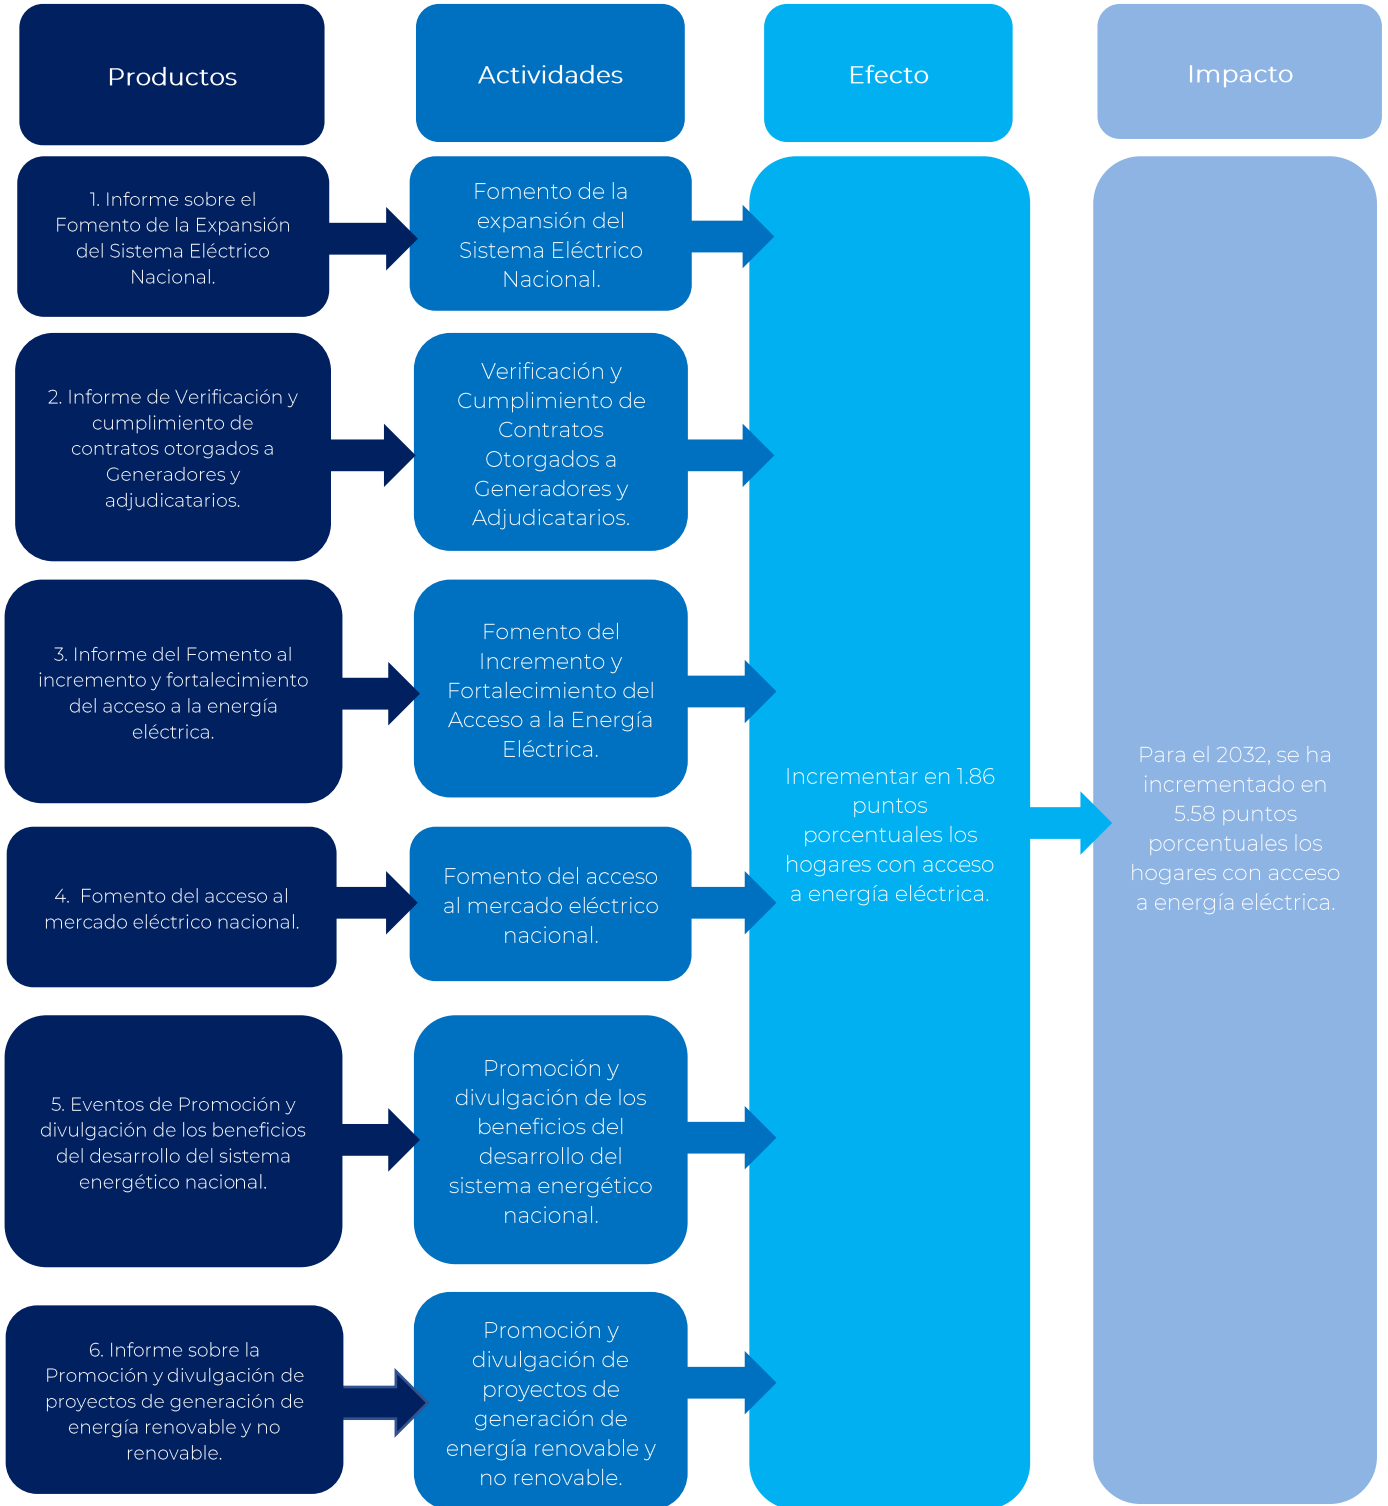 Productos
Actividades
Efecto
Impacto
1. Informe sobre el
Fomento de la Expansión
del Sistema Eléctrico
Nacional.
Fomento de la
expansión del
Sistema Eléctrico
Nacional.
2. Informe de Verificación y
cumplimiento de
contratos otorgados a
Generadores y
adjudicatarios.
Verificación y
Cumplimiento de
Contratos
Otorgados a
Generadores y
Adjudicatarios.
3. Informe del Fomento al
incremento y fortalecimiento
del acceso a la energía
eléctrica.
Fomento del
Incremento y
Fortalecimiento del
Acceso a la Energía
Eléctrica.
4.  Fomento del acceso al
mercado eléctrico nacional.
Fomento del acceso
al mercado eléctrico
nacional.
5. Eventos de Promoción y
divulgación de los beneficios
del desarrollo del sistema
energético nacional.
Promoción y
divulgación de los
beneficios del
desarrollo del
sistema energético
nacional.
6. Informe sobre la
Promoción y divulgación de
proyectos de generación de
energía renovable y no
renovable.
Promoción y
divulgación de
proyectos de
generación de
energía renovable y
no renovable.
Incrementar en 1.86
puntos
porcentuales los
hogares con acceso
a energía eléctrica.
Para el 2032, se ha
incrementado en
5.58 puntos
porcentuales los
hogares con acceso
a energía eléctrica.